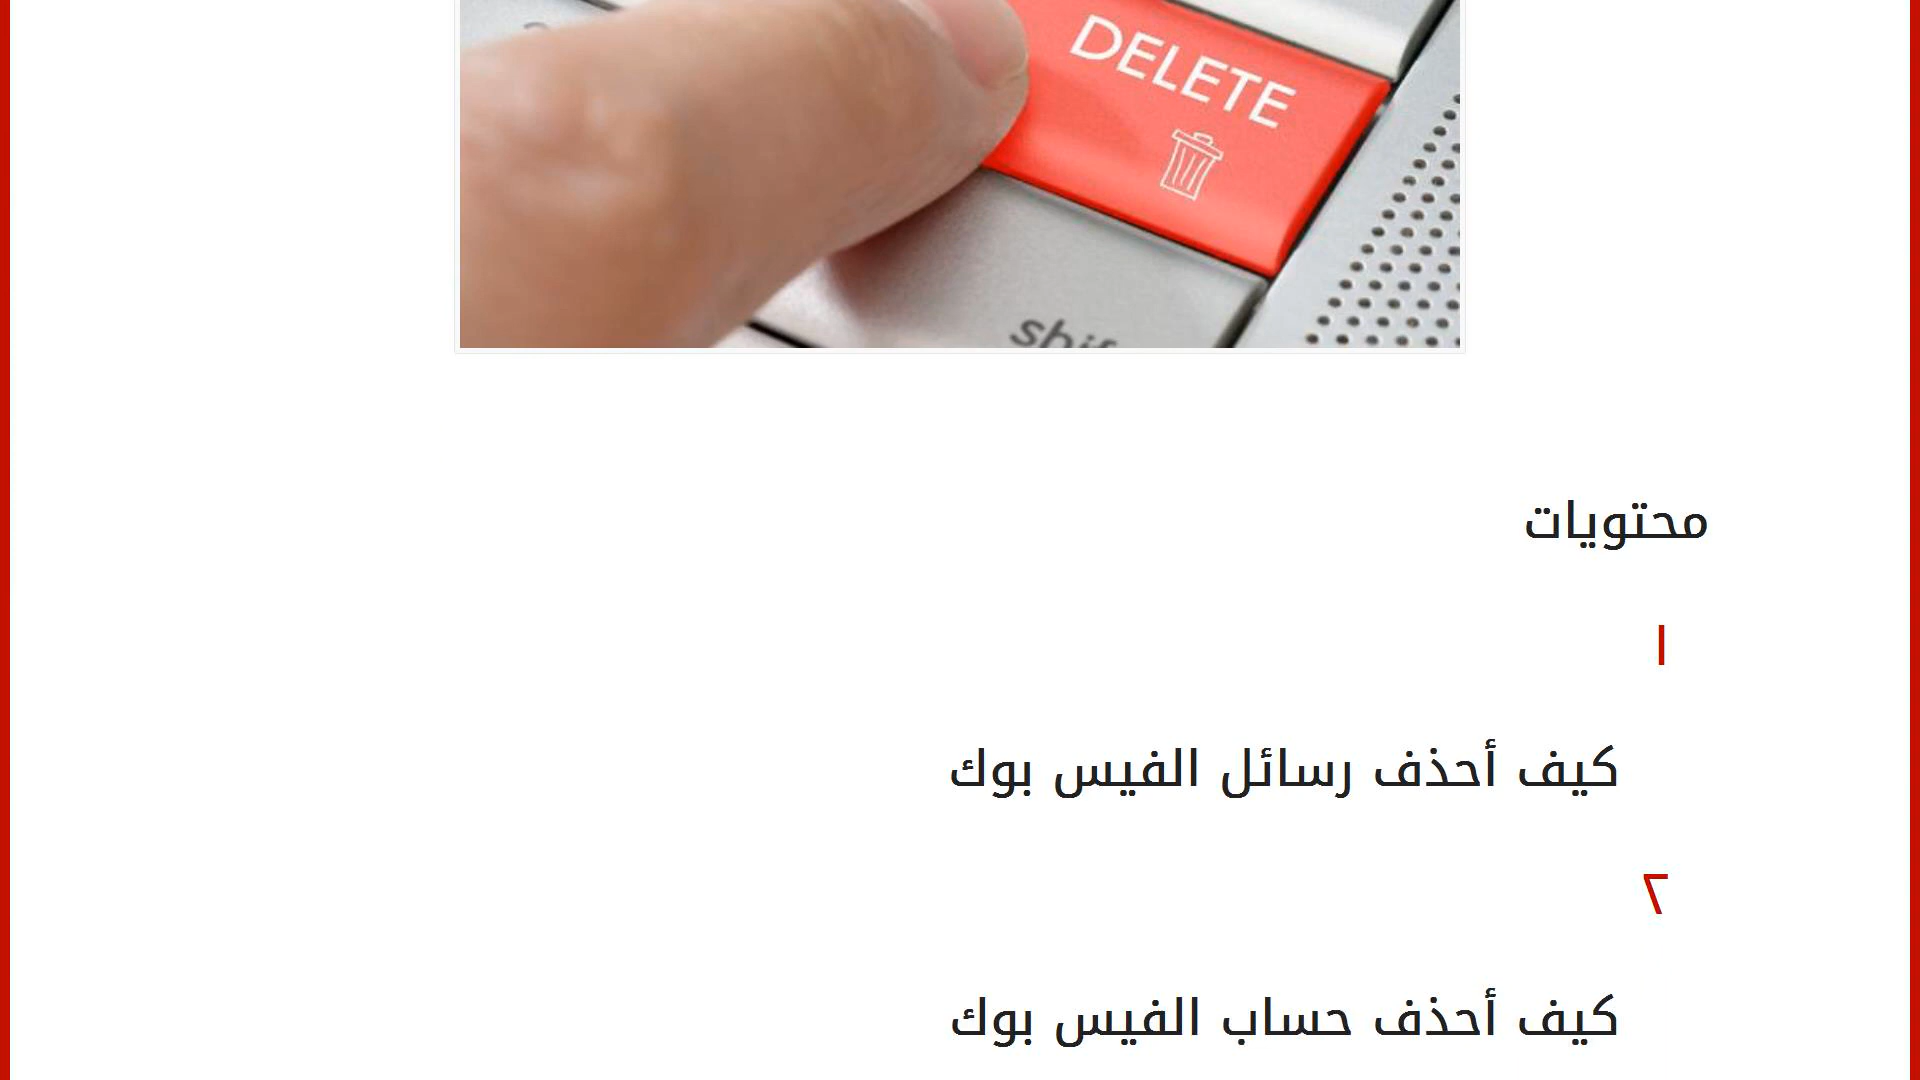 DELETE
محتويات
١
كيف أحذف رسائل الفيس بوك
٢
كيف أحذف حساب الفيس بوك